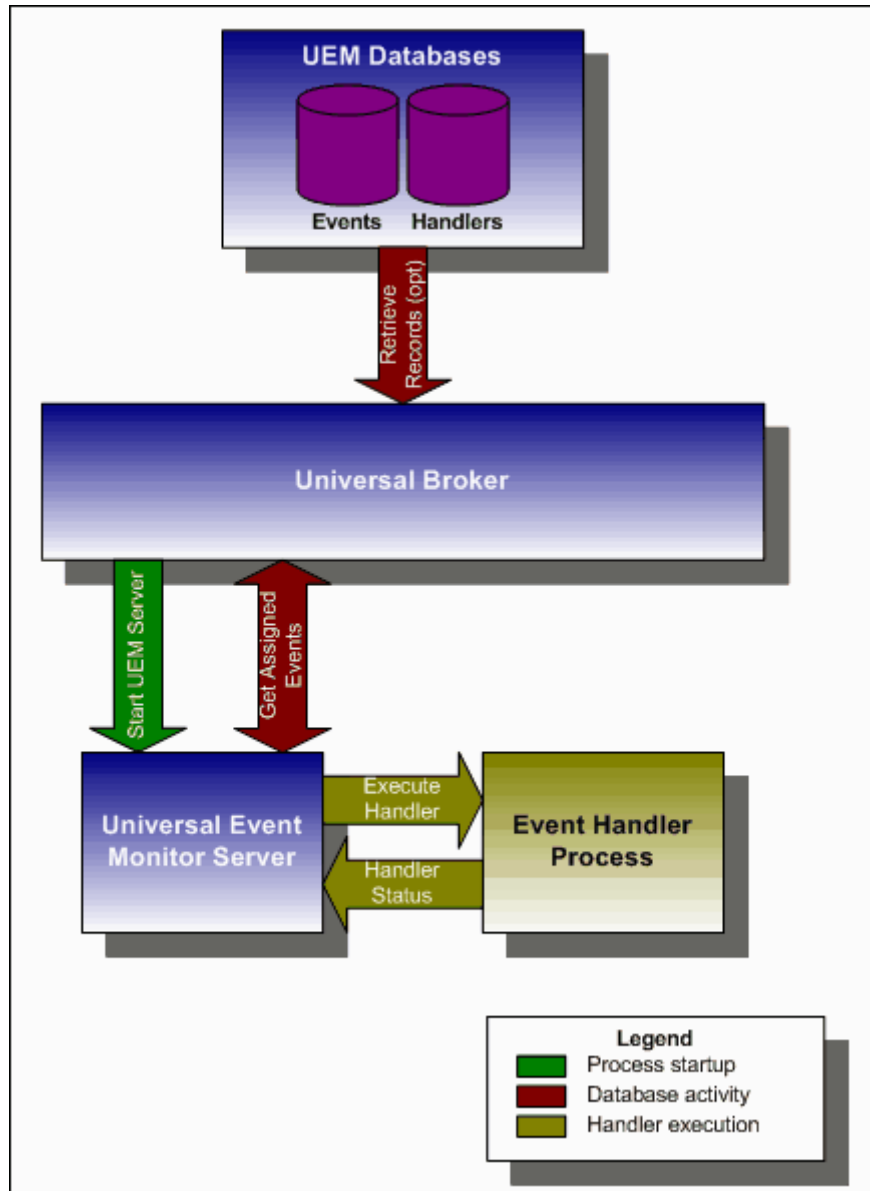 UEM Databases
Events
Handlers
Retrieve
Records (opt)
Universal Broker
Start UEM Server
Get Assigned
Events
Universal Event
Monitor Server
Execute
Handler
Handler
Status
Event Handler
Process
Legend
Process startup
Database activity
Handler execution